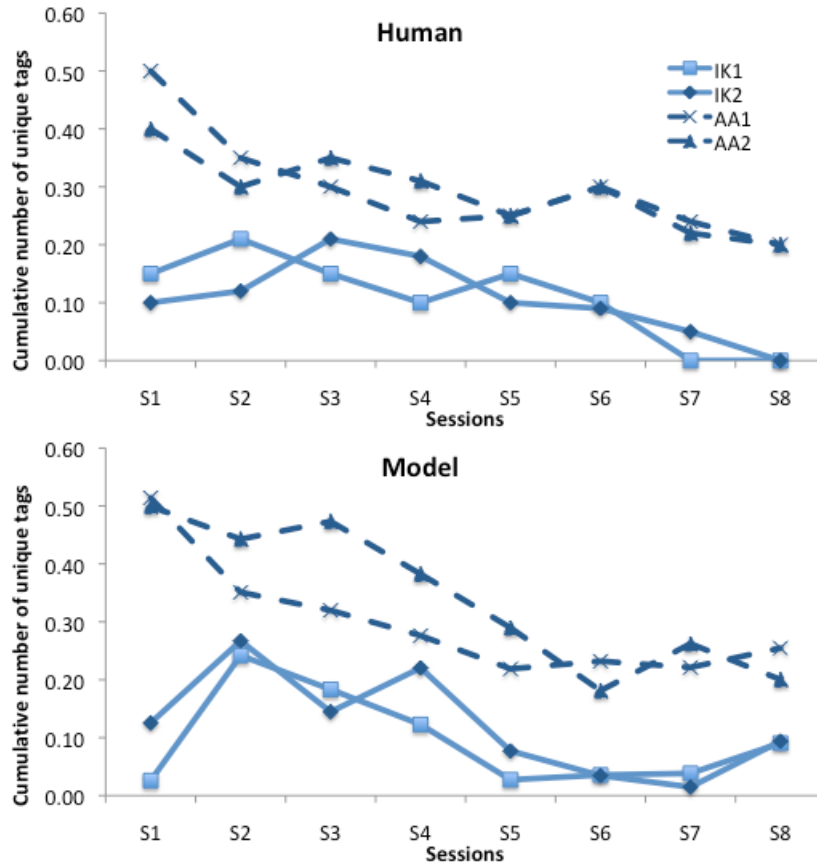 Human
Cumulative number of unique tags
0.60
0.50
0.40
0.30
0.20
0.10
0.00
IK1
IK2
AA1
AA2
S1 S2 S3 S4 S5 S6 S7 S8
Sessions
Model
Cumulative number of unique tags
0.60
0.50
0.40
0.30
0.20
0.10
0.00
S1 S2 S3 S4 S5 S6 S7 S8
Sessions